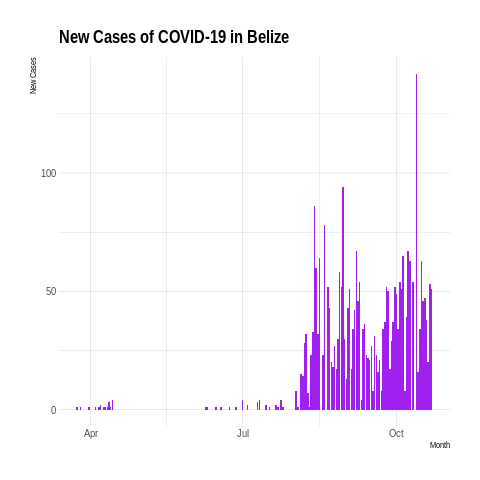 New Cases of COVID-19 in Belize
New Cases
100
50
0
Apr
Jul
Oct
Month